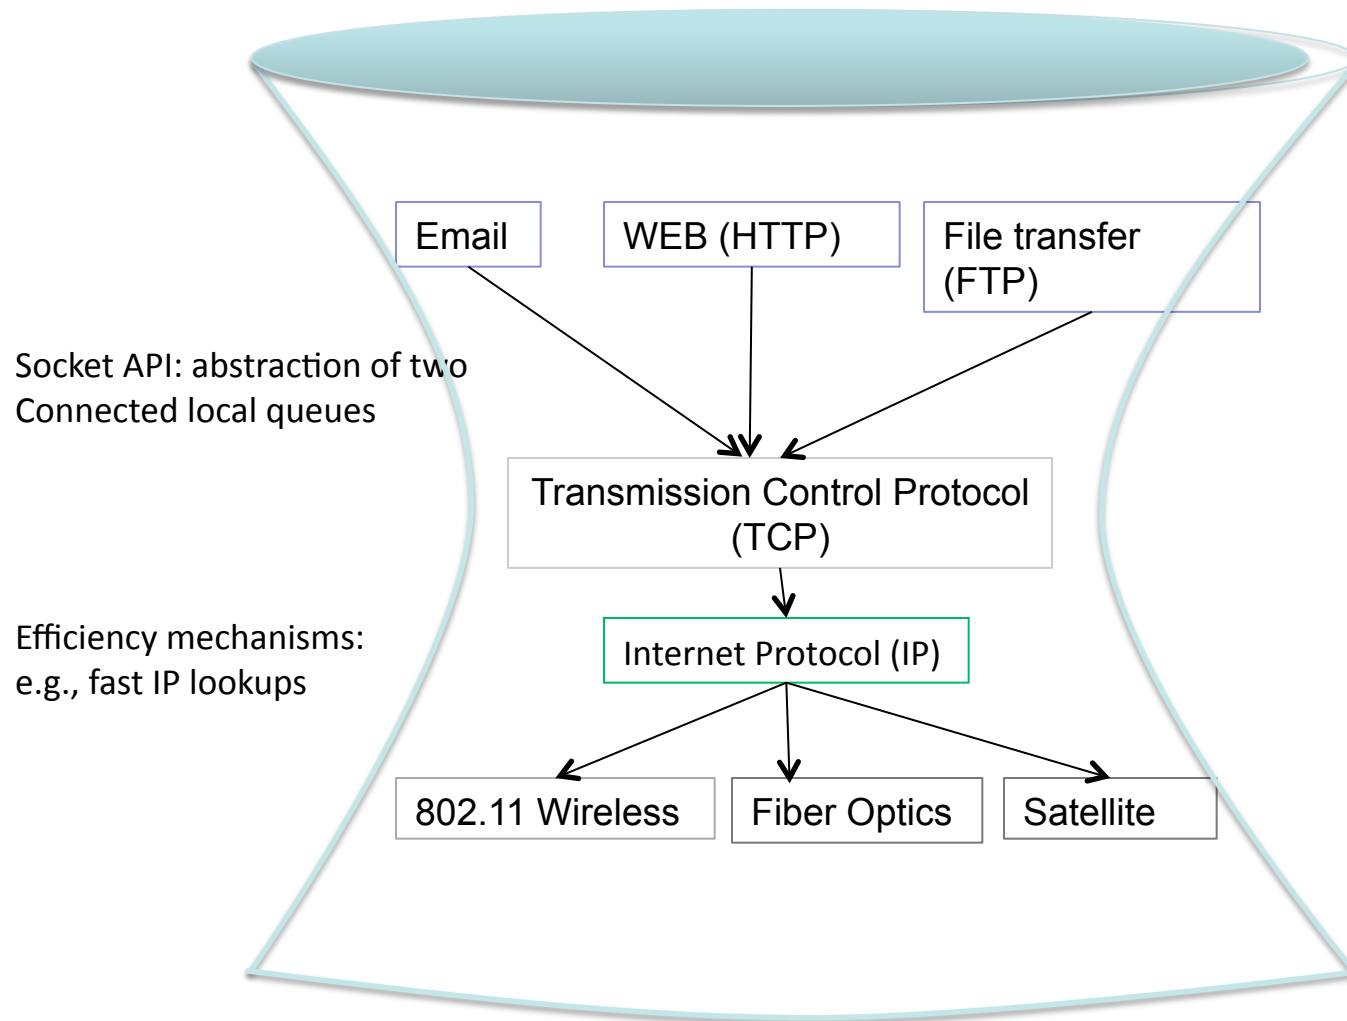 Email
WEB (HTTP)
File transfer
(FTP)
Socket API: abstraction of two
Connected local queues
Transmission Control Protocol
(TCP)
Efficiency mechanisms:
e.g., fast IP lookups
Internet Protocol (IP)
802.11 Wireless
Fiber Optics
Satellite